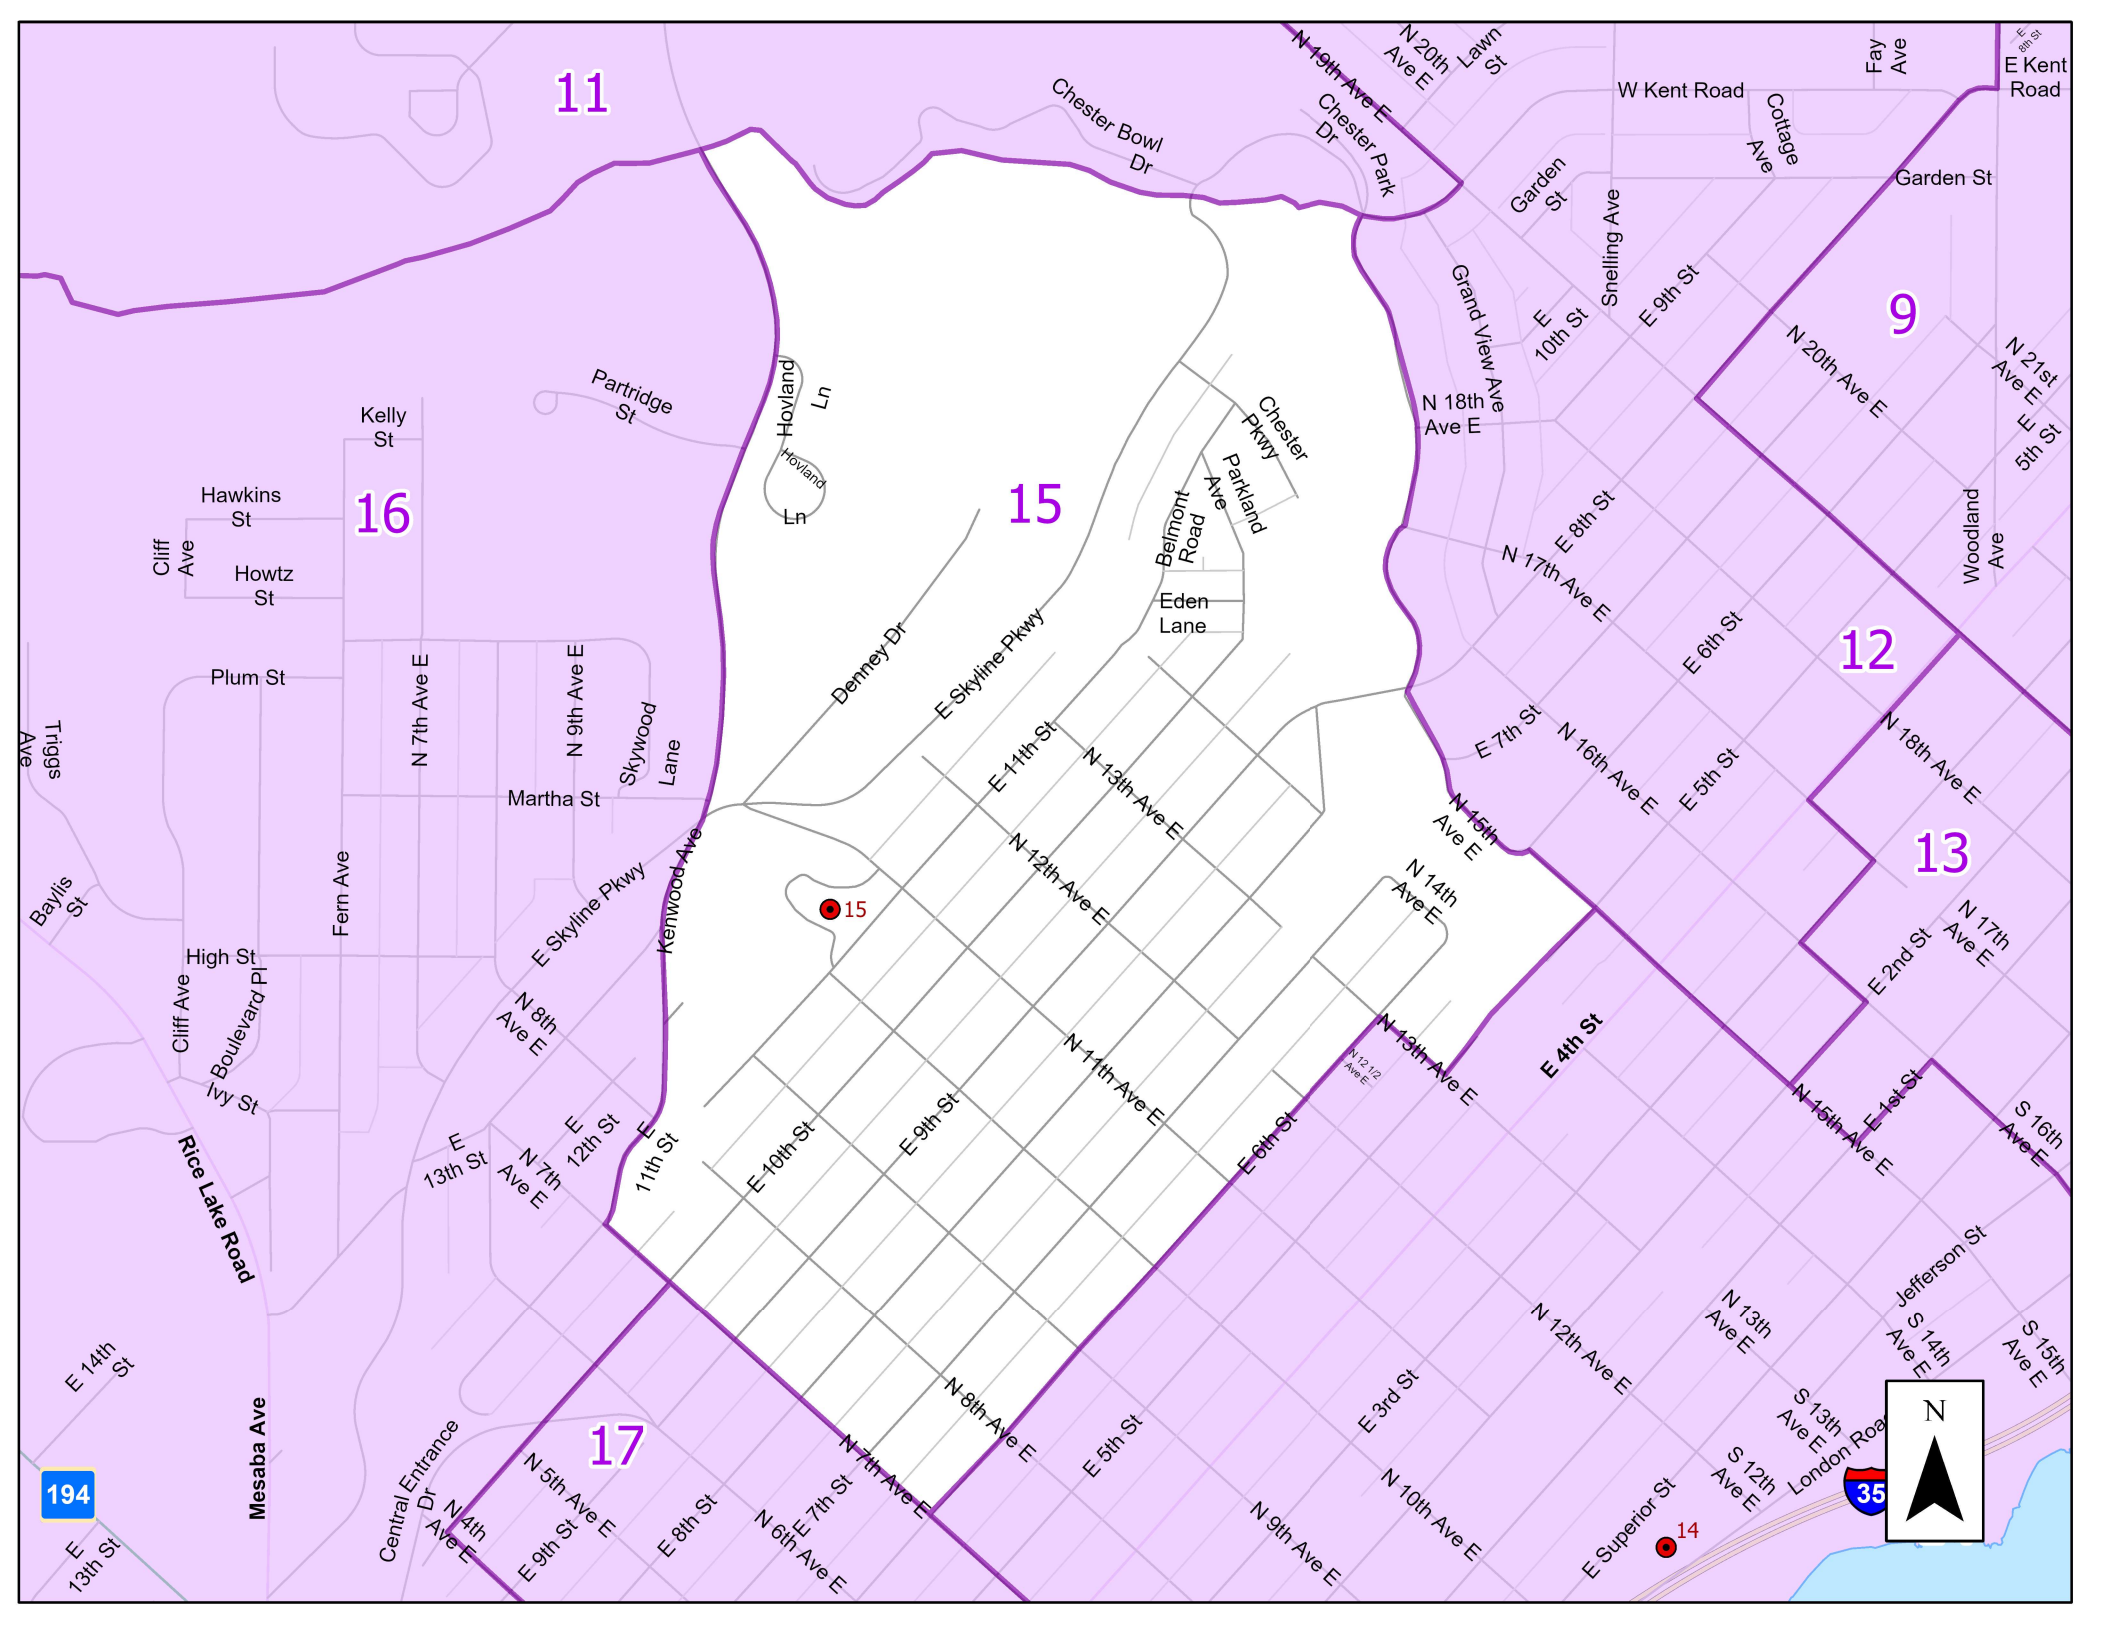 11
N 19th Ave E
N 20th
Ave E
Lawn
St
Fay
Ave
E
8th St
E Kent
Road
W Kent Road
Chester Bowl
Dr
Chester Park
Dr
Cottage
Ave
Garden
St
Garden St
Snelling Ave
E 9th St
9
Grand View Ave
E
10th St
N 20th Ave E
N 21st
Ave E
E
5th St
Partridge
St
Hovland
Ln
Kelly
St
N 18th
Ave E
Chester
Pkwy
Hovland
Ln
Parkland
Ave
Belmont
Road
Hawkins
St
16
15
E 8th St
Woodland
Ave
Cliff
Ave
Howtz
St
N 17th Ave E
Eden
Lane
E 6th St
12
Denney Dr
E Skyline Pkwy
Plum St
N 7th Ave E
N 9th Ave E
Skywood
Lane
Triggs
Ave
E 11th St
N 13th Ave E
E 7th St
N 16th Ave E
E 5th St
N 18th Ave E
Martha St
N 15th
Ave E
13
Kenwood Ave
N 12th Ave E
N 14th
Ave E
Baylis
St
Fern Ave
E Skyline Pkwy
15
N 17th
Ave E
E 2nd St
High St
Cliff Ave
Boulevard Pl
N 8th
Ave E
N 11th Ave E
N 12 1/2
Ave E
N 13th Ave E
E 4th St
Ivy St
E
13th St
E
12th St
N 7th
Ave E
E
11th St
E 10th St
E 9th St
E 6th St
N 15th Ave E
E 1st St
S 16th
Ave E
Rice Lake Road
Jefferson St
E 14th
St
N 12th Ave E
N 13th
Ave E
S 14th
Ave E
S 15th
Ave E
Mesaba Ave
Central Entrance
Dr
17
N 8th Ave E
E 3rd St
S 13th
Ave E
N
N 5th Ave E
N 7th Ave E
E 5th St
London Road
S 12th
Ave E
35
194
N 4th
Ave E
E 9th St
E 8th St
E 7th St
N 6th Ave E
N 9th Ave E
N 10th Ave E
E Superior St
14
E
13th St